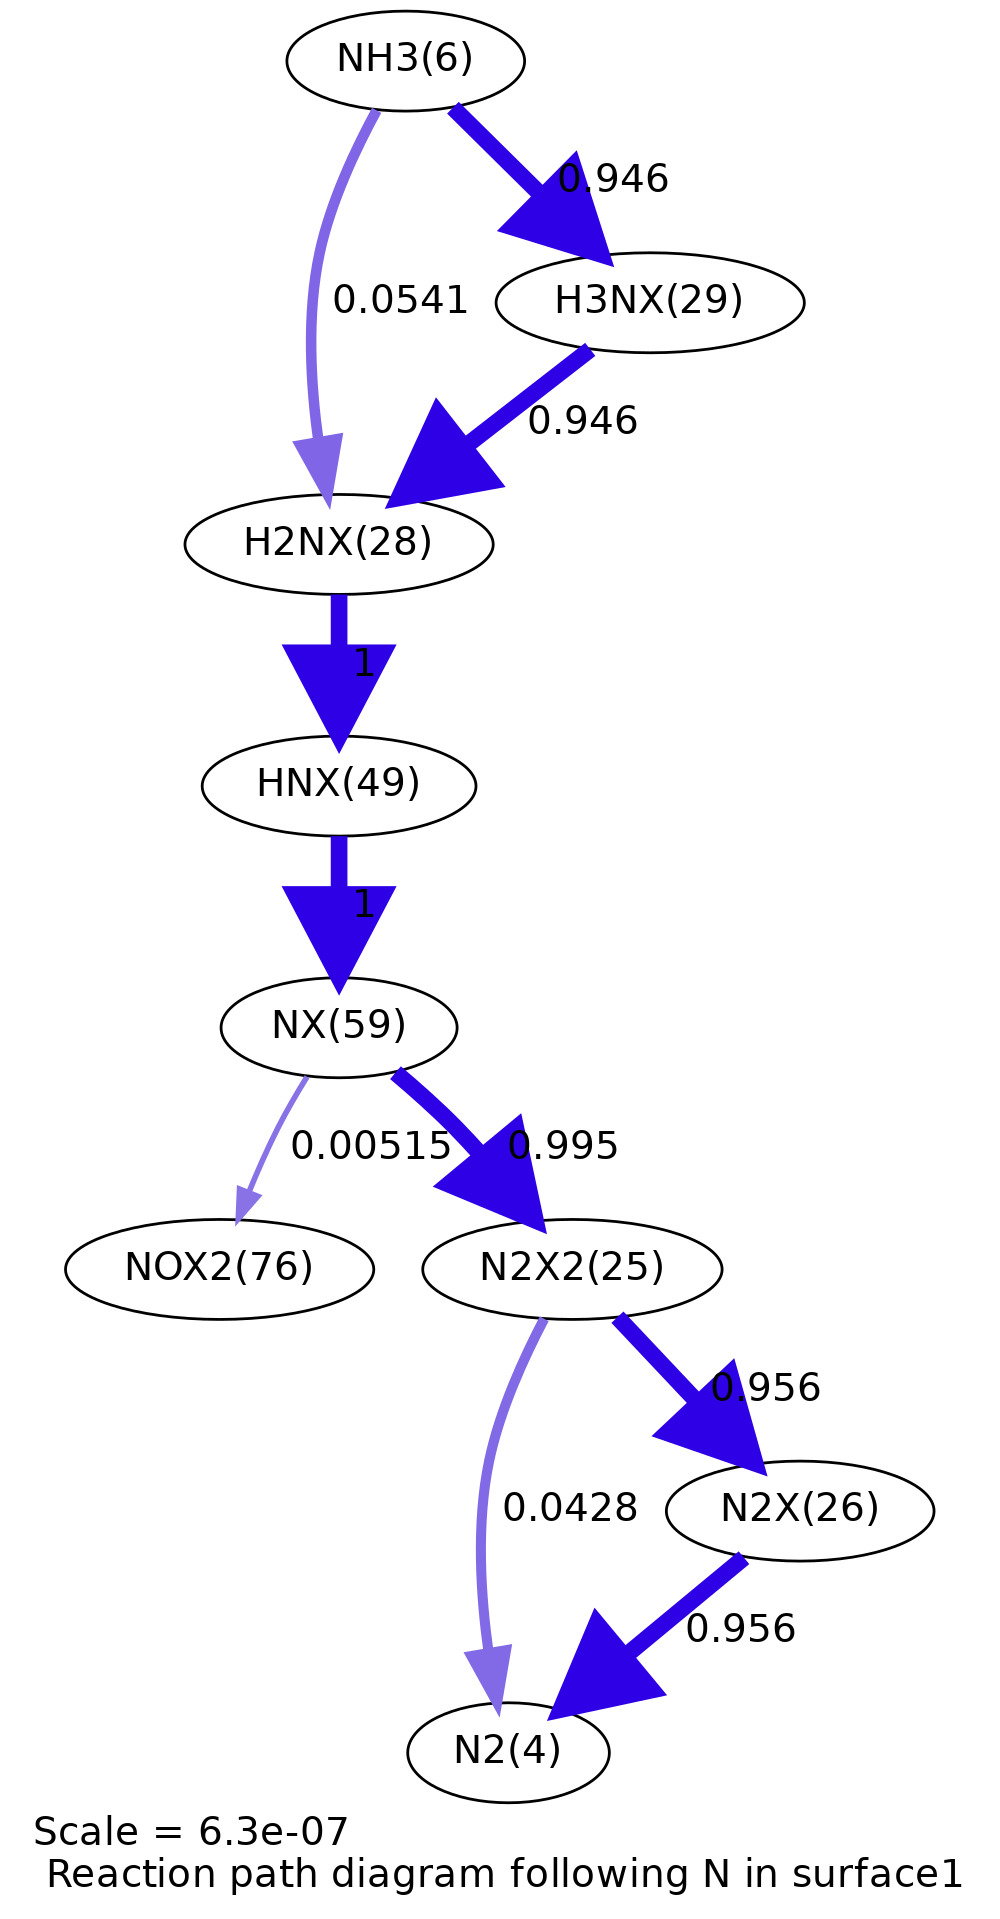 NH3(6)
0.946
0.0541
H3NX(29)
0.946
H2NX(28)
1
HNX(49)
1
NX(59)
0.00515
0.995
NOX2(76)
N2X2(25)
0.956
0.0428
N2X(26)
0.956
N2(4)
Scale = 6.3e-07
Reaction path diagram following N in surface1